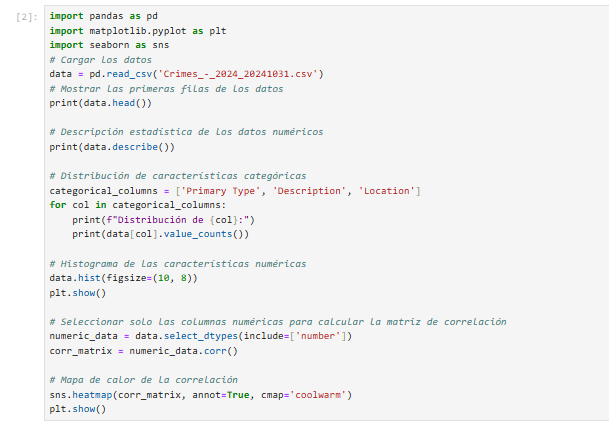 [2]: import pandas as pd
import matplotlib.pyplot as plt
import seaborn as sns
# Cargar los datos
data = pd.read_csv('Crimes_-_2024_20241031.csv')
# Mostrar las primeras filas de los datos
print(data.head())

# Descripción estadística de los datos numéricos
print(data.describe())

# Distribución de características categóricas
categorical_columns = ['Primary Type', 'Description', 'Location']
for col in categorical_columns:
    print(f"Distribución de {col}:")
    print(data[col].value_counts())

# Histograma de las características numéricas
data.hist(figsize=(10, 8))
plt.show()

# Seleccionar solo las columnas numéricas para calcular la matriz de correlación
numeric_data = data.select_dtypes(include=['number'])
corr_matrix = numeric_data.corr()

# Mapa de calor de la correlación
sns.heatmap(corr_matrix, annot=True, cmap='coolwarm')
plt.show()